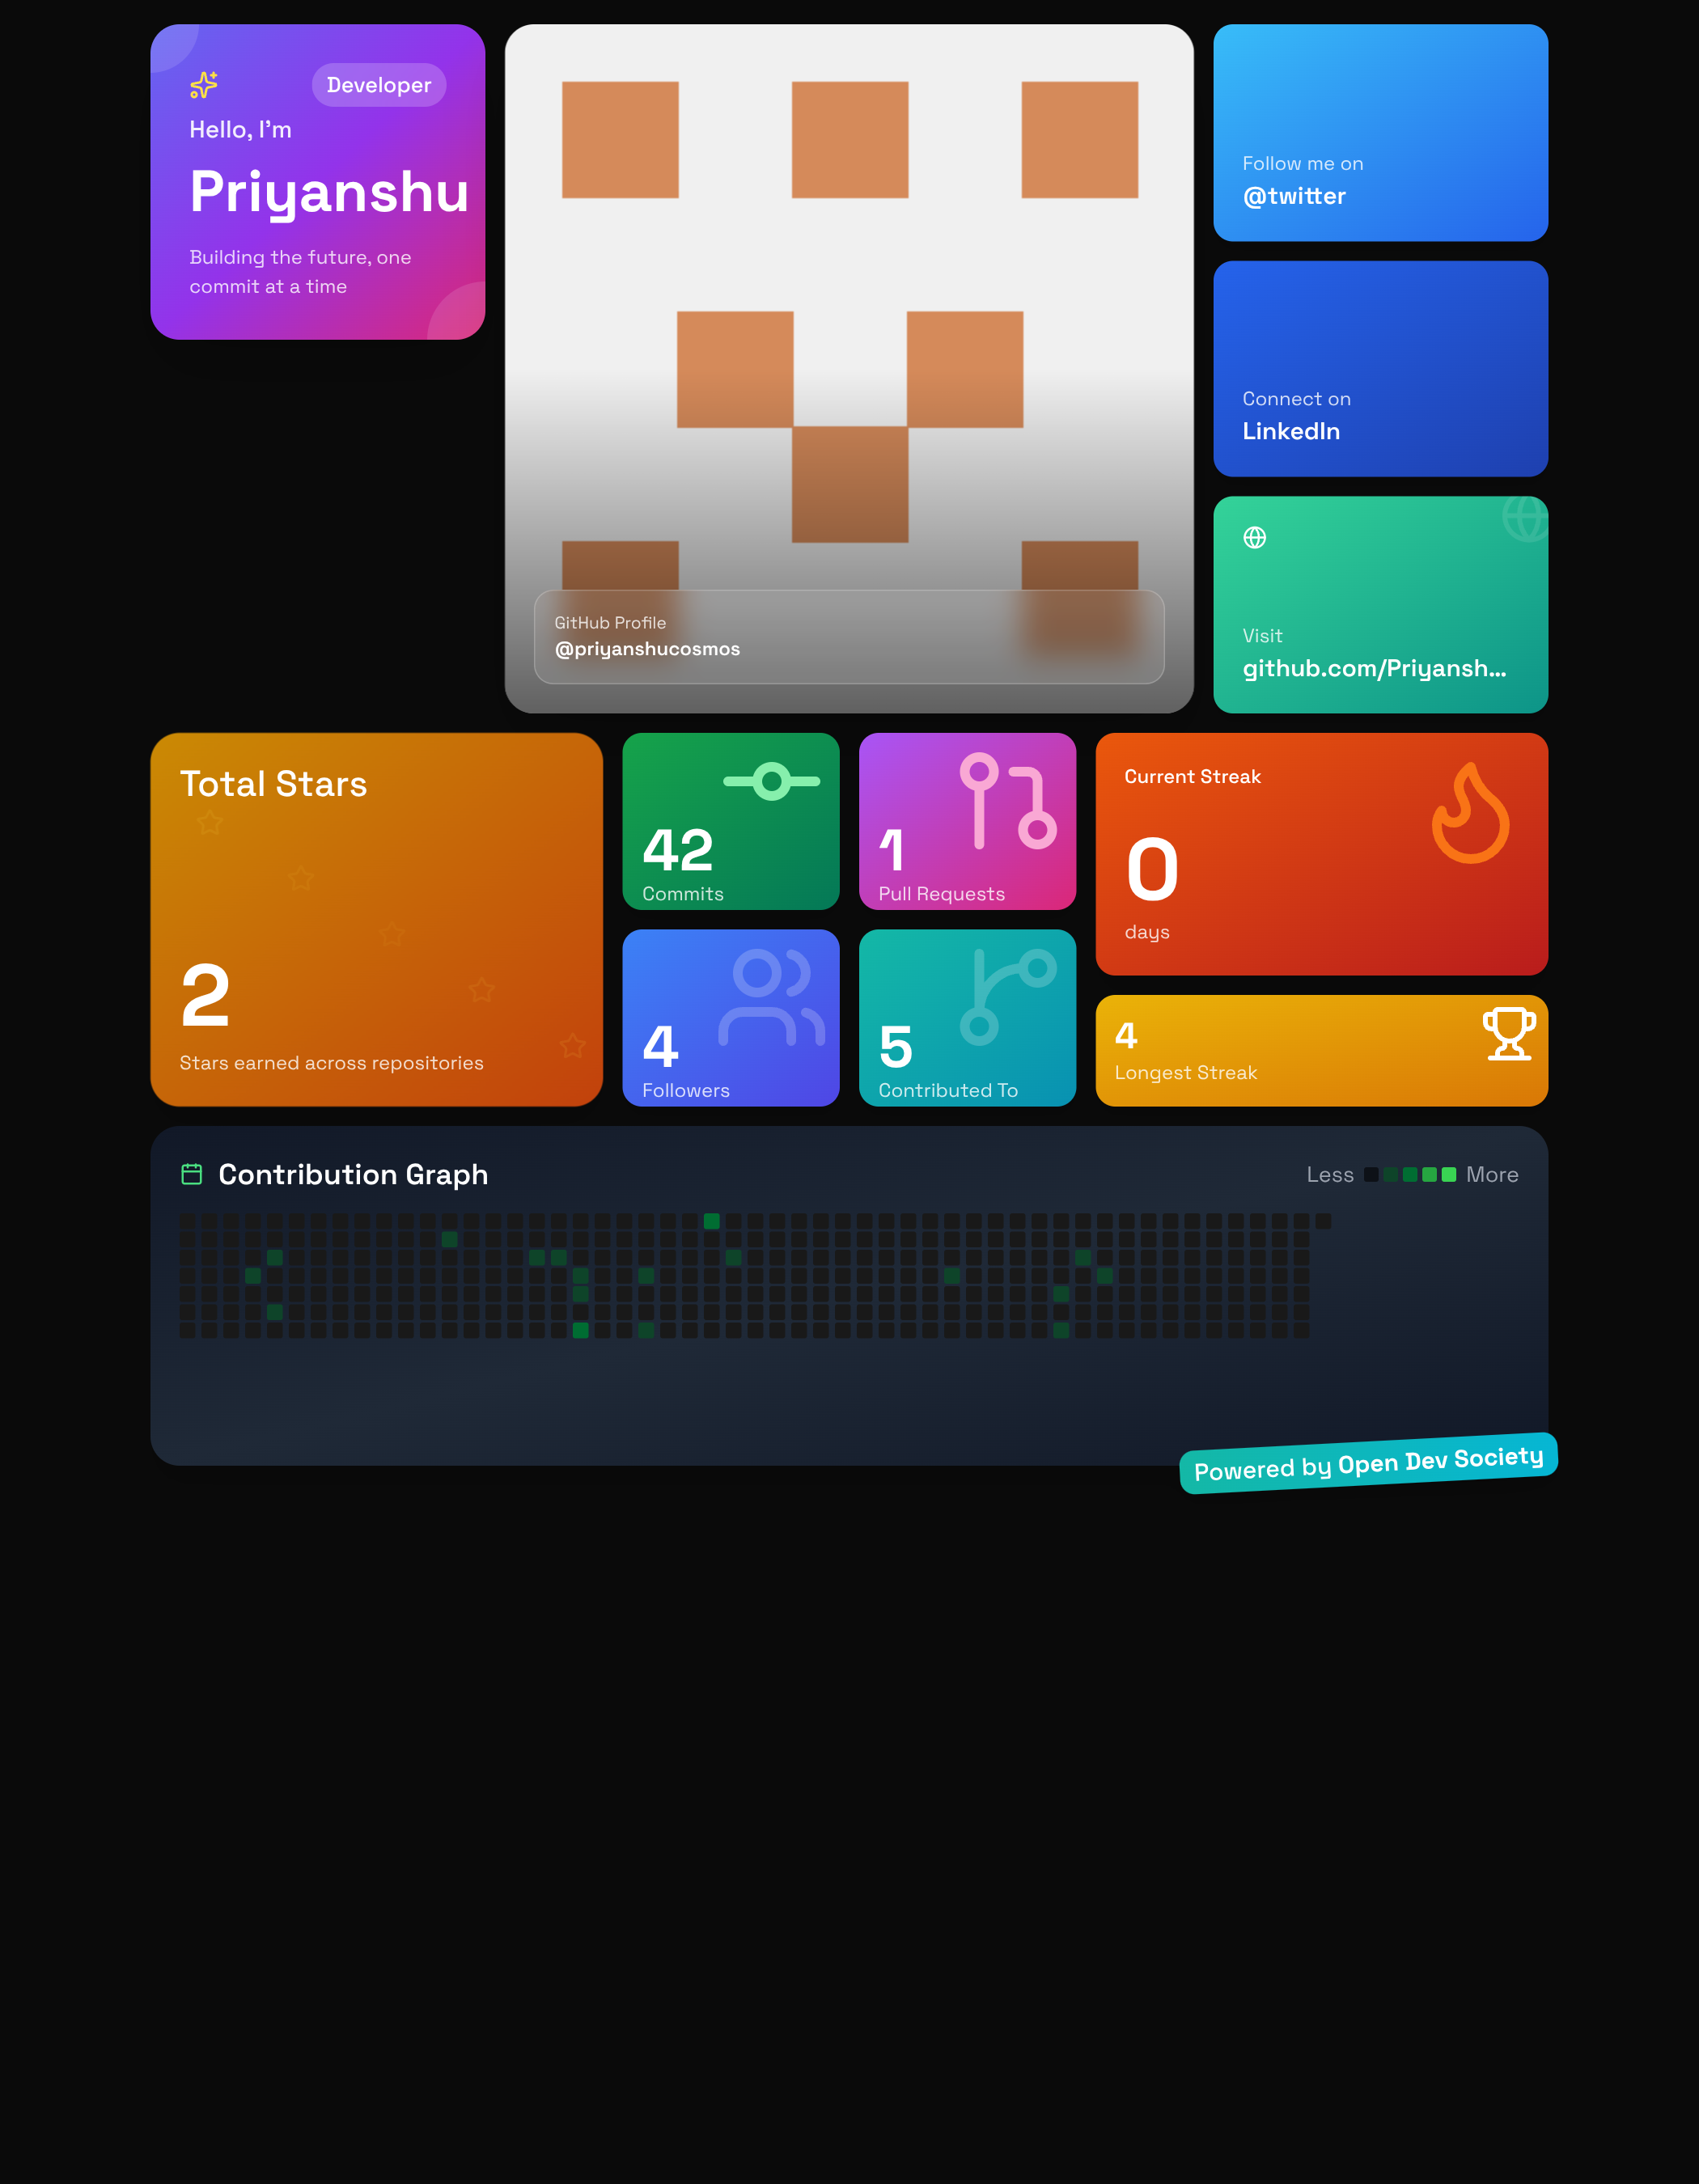 Developer
Hello, I'm
Priyanshu
Building the future, one
commit at a time
GitHub Profile
@priyanshucosmos
Follow me on
@twitter
Connect on
LinkedIn
Visit
github.com/Priyansh...
Total Stars
2
Stars earned across repositories
42
Commits
1
Pull Requests
4
Followers
5
Contributed To
Current Streak
0
days
4
Longest Streak
Contribution Graph
Less More
Powered by Open Dev Society